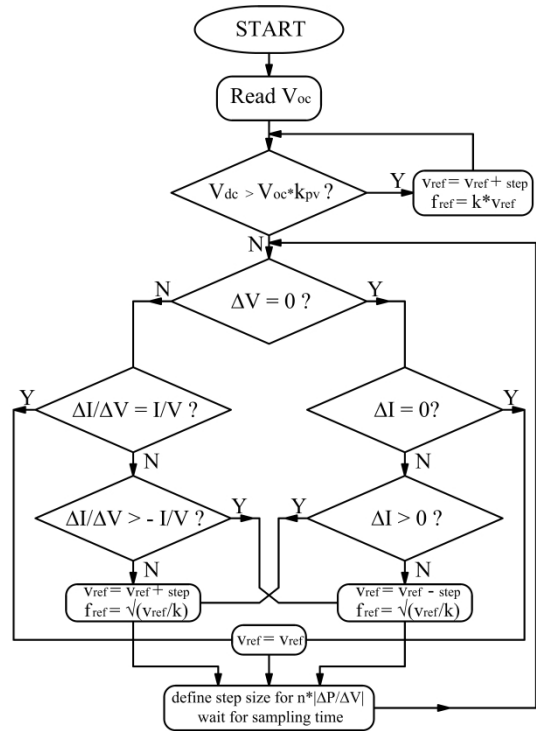 START
Read Voc
Vdc > Voc*kpv ?
Y
vref = vref + step
fref = k*vref
N
ΔV = 0 ?
N
Y
ΔI/ΔV = I/V ?
Y
ΔI = 0?
Y
N
N
ΔI/ΔV > - I/V ?
Y
ΔI > 0 ?
Y
N
N
vref = vref + step
fref = √(vref/k)
vref = vref - step
fref = √(vref/k)
vref = vref
define step size for n*|ΔP/ΔV|
wait for sampling time